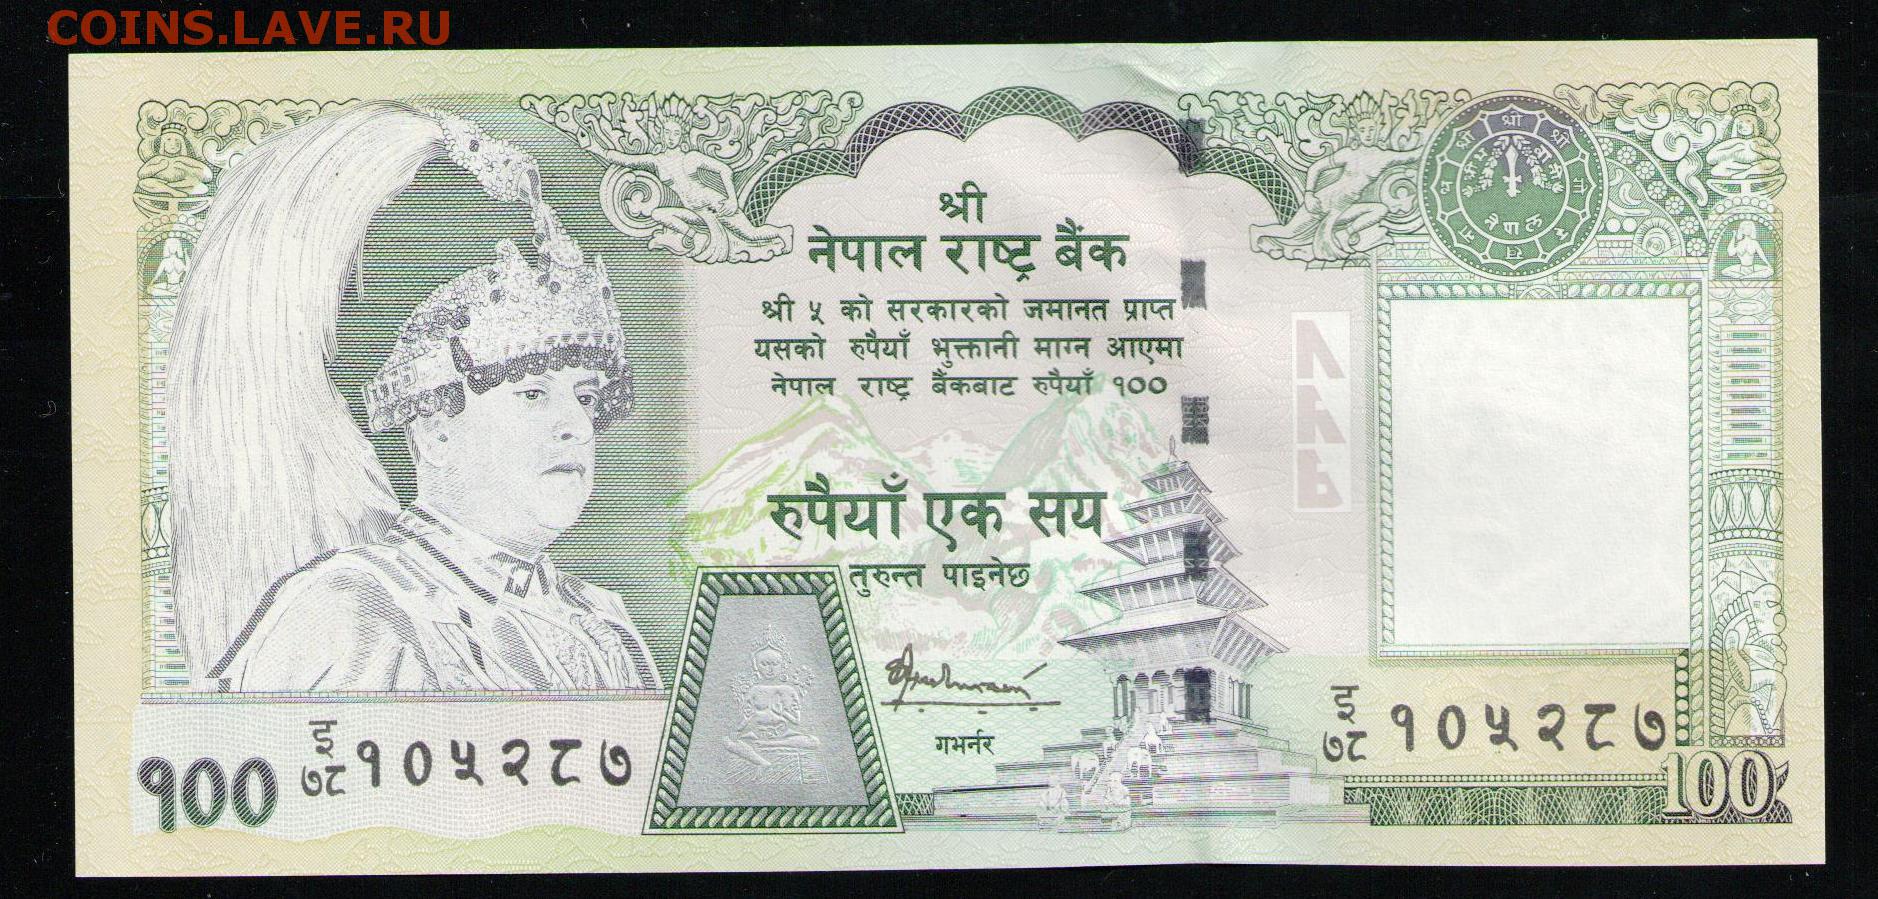 COINS.LAVE.RU
श्री
नेपाल राष्ट्र बैंक
श्री ५ को सरकारको जमानत प्राप्त
यसको रुपैयाँ भुक्तानी माग्न आएमा
नेपाल राष्ट्र बैंकबाट रुपैयाँ १००
रुपैयाँ एक सय
तुरुन्त पाइनेछ
गभर्नर
१०० इ ७८ १०५२८७
इ ७८ १०५२८७
100